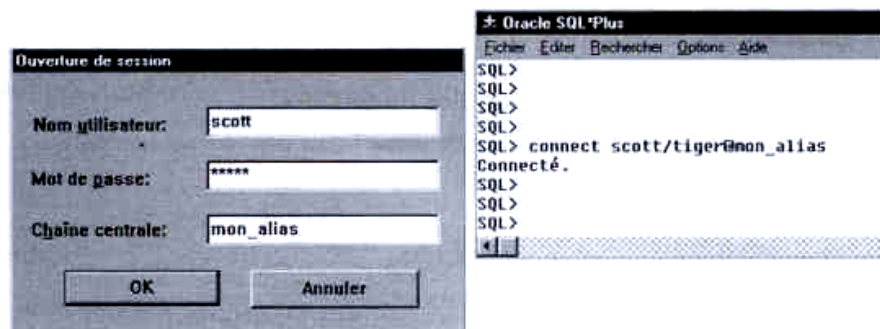 Ouverture de session
Nom utilisateur:
scott
Mot de passe:
*****
Chaîne centrale:
mon_alias
OK
Annuler
Oracle SQL*Plus
Fichier Editer Rechercher Options Aide
SQL>
SQL>
SQL>
SQL>
SQL> connect scott/tiger@mon_alias
Connecté.
SQL>
SQL>
SQL>